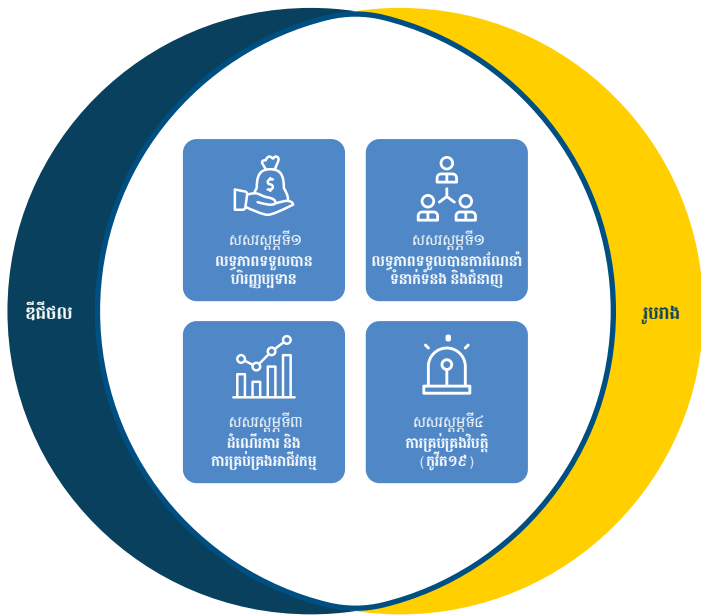 សសរស្តម្ភទី១
លទ្ធភាពទទួលបាន
ហិរញ្ញប្បទាន
សសរស្តម្ភទី១
លទ្ធភាពទទួលបានការណែនាំ
ទំនាក់ទំនង និងជំនាញ
ឌីជីថល
រូបរាង
សសរស្តម្ភទី៣
ដំណើរការ និង
ការគ្រប់គ្រងអាជីវកម្ម
សសរស្តម្ភទី៤
ការគ្រប់គ្រងវិបត្តិ
(កូវីត១៩)
$